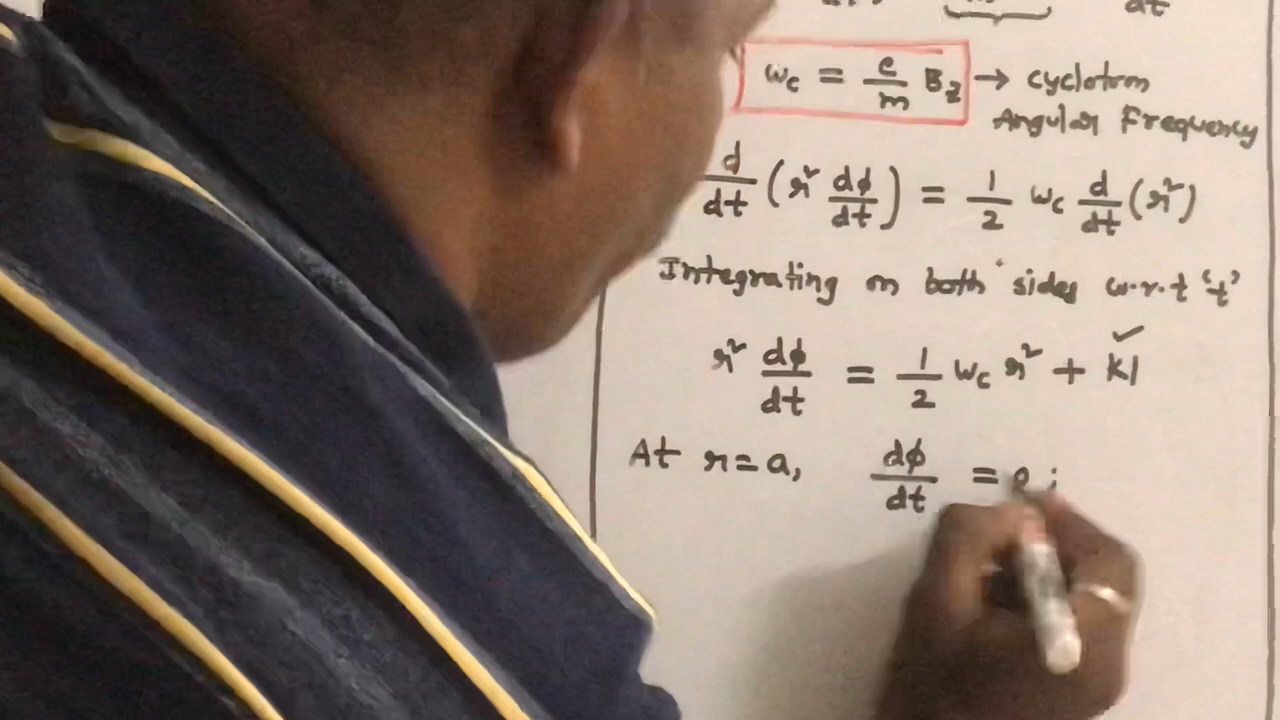 dt
ωc = e/m Bz → cyclotron
Angular Frequency
d/dt (r² dφ/dt) = 1/2 ωc d/dt (r²)
Integrating on both sides w.r.t 't'
r² dφ/dt = 1/2 ωc r² + k1 ✓
At r=a, dφ/dt = 0 ;